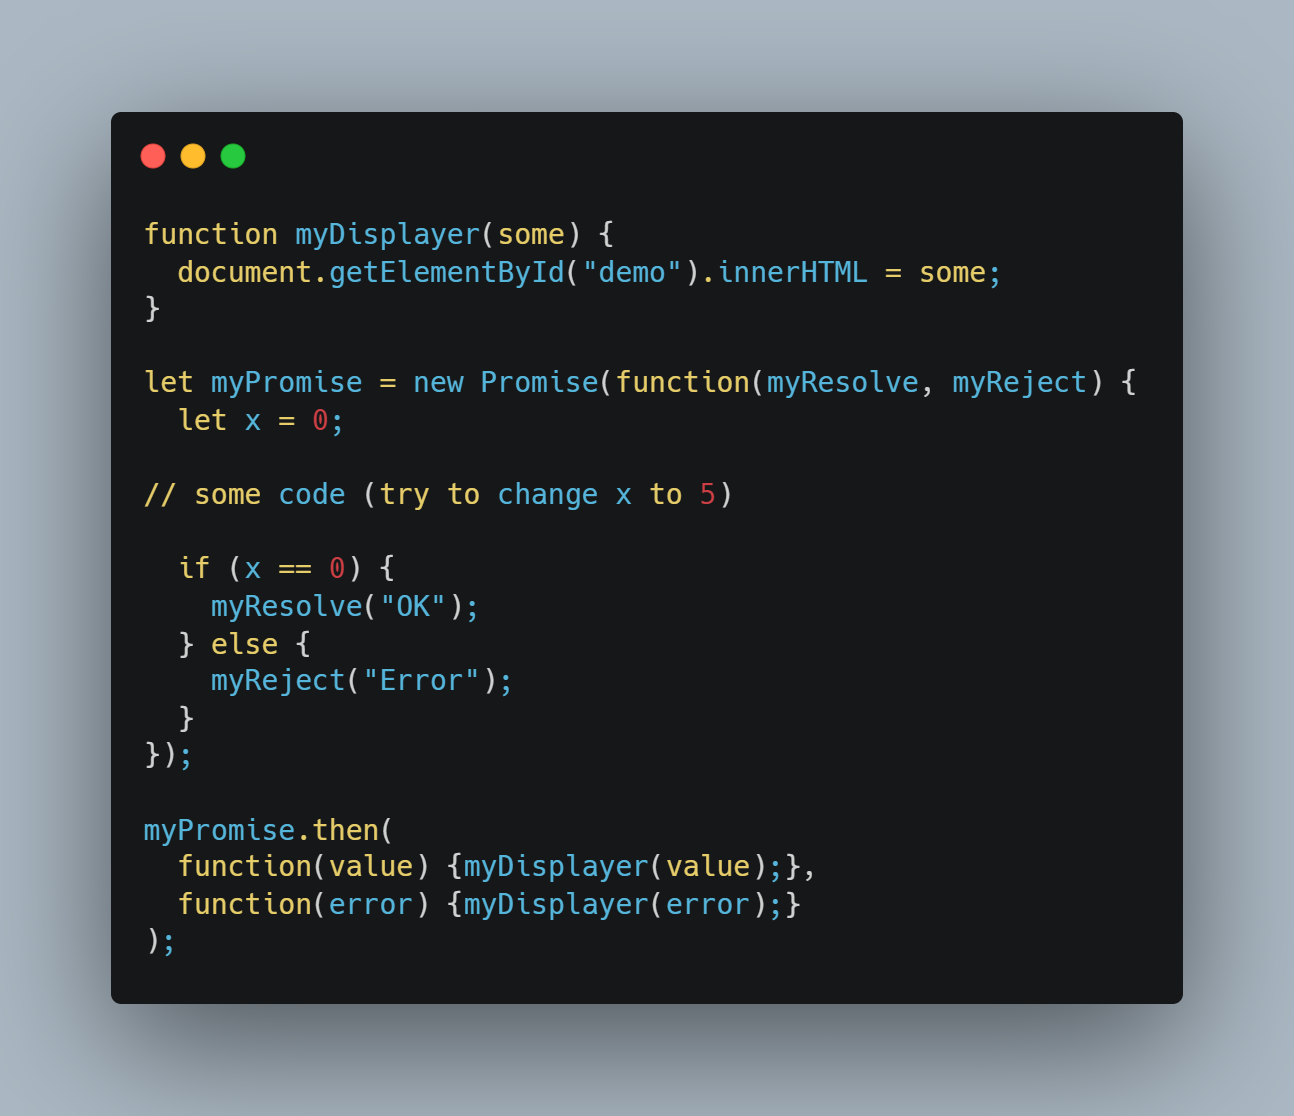 function myDisplayer(some) {
  document.getElementById("demo").innerHTML = some;
}

let myPromise = new Promise(function(myResolve, myReject) {
  let x = 0;

// some code (try to change x to 5)

  if (x == 0) {
    myResolve("OK");
  } else {
    myReject("Error");
  }
});

myPromise.then(
  function(value) {myDisplayer(value);},
  function(error) {myDisplayer(error);}
);